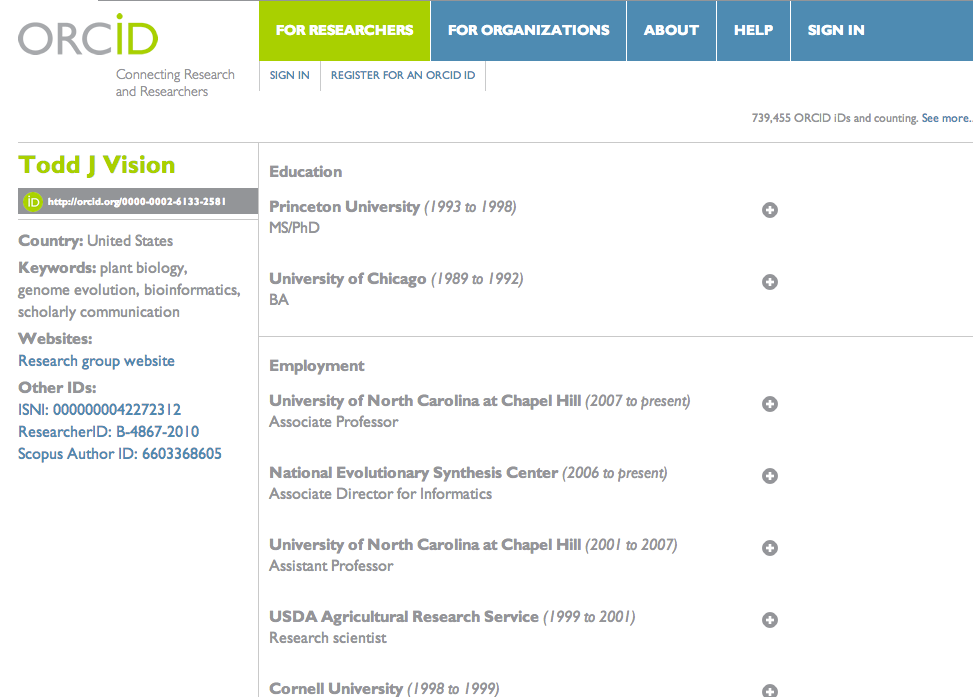 ORCID
Connecting Research
and Researchers
FOR RESEARCHERS
FOR ORGANIZATIONS
ABOUT
HELP
SIGN IN
SIGN IN
REGISTER FOR AN ORCID ID
739,455 ORCID iDs and counting. See more..
Todd J Vision
iD http://orcid.org/0000-0002-6133-2581
Country: United States
Keywords: plant biology,
genome evolution, bioinformatics,
scholarly communication
Websites:
Research group website
Other IDs:
ISNI: 0000000042272312
ResearcherID: B-4867-2010
Scopus Author ID: 6603368605
Education
Princeton University (1993 to 1998)
MS/PhD
University of Chicago (1989 to 1992)
BA
Employment
University of North Carolina at Chapel Hill (2007 to present)
Associate Professor
National Evolutionary Synthesis Center (2006 to present)
Associate Director for Informatics
University of North Carolina at Chapel Hill (2001 to 2007)
Assistant Professor
USDA Agricultural Research Service (1999 to 2001)
Research scientist
Cornell University (1998 to 1999)